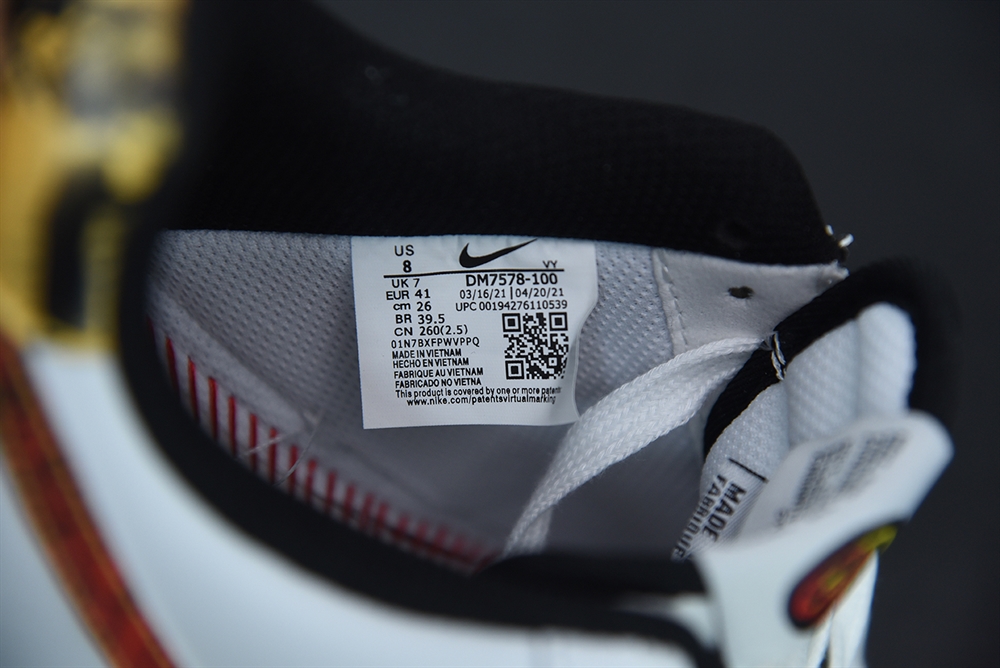 US
8
VY
UK 7
DM7578-100
EUR 41
03/16/21 | 04/20/21
cm 26
UPC 00194276110539
BR 39.5
CN 260(2.5)
01N7BXFPWVPPQ
MADE IN VIETNAM
HECHO EN VIETNAM
FABRIQUE AU VIETNAM
FABRICADO NO VIETNA
This product is covered by one or more patents
www.nike.com/patentsvirtualmarking
MADE
FABRIQUE